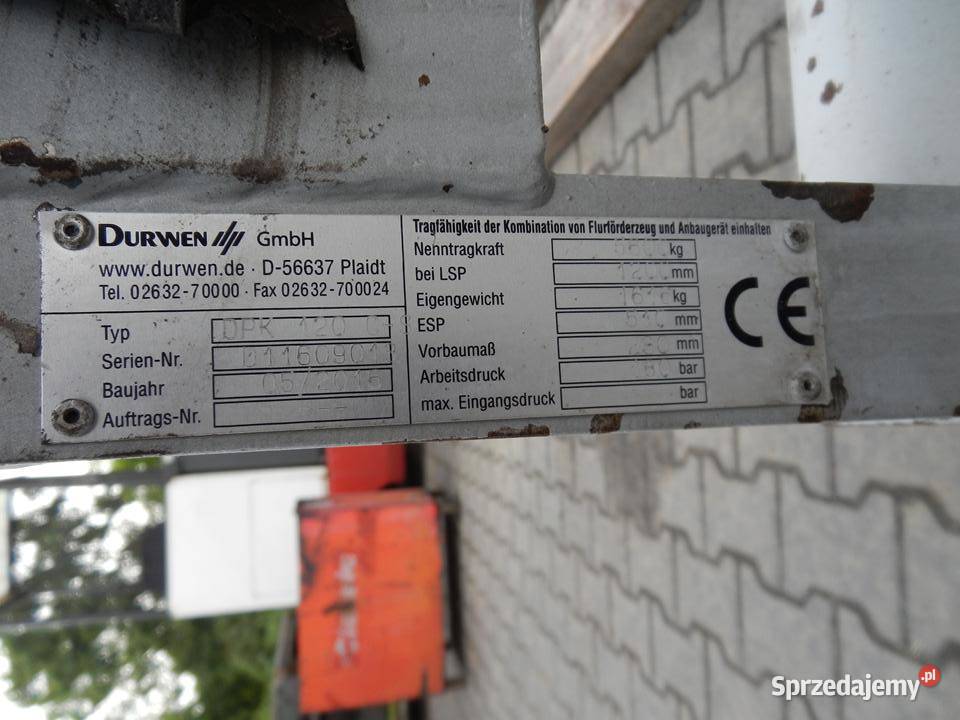 DURWEN GmbH
www.durwen.de · D-56637 Plaidt
Tel. 02632-70000 · Fax 02632-700024
Typ DPK 120
Serien-Nr.
Baujahr
Auftrags-Nr. --
Tragfähigkeit der Kombination von Flurförderzeug und Anbaugerät einhalten
Nenntragkraft kg
bei LSP 1200 mm
Eigengewicht kg
ESP mm
Vorbaumaß mm
Arbeitsdruck bar
max. Eingangsdruck bar
CE
Sprzedajemy.pl